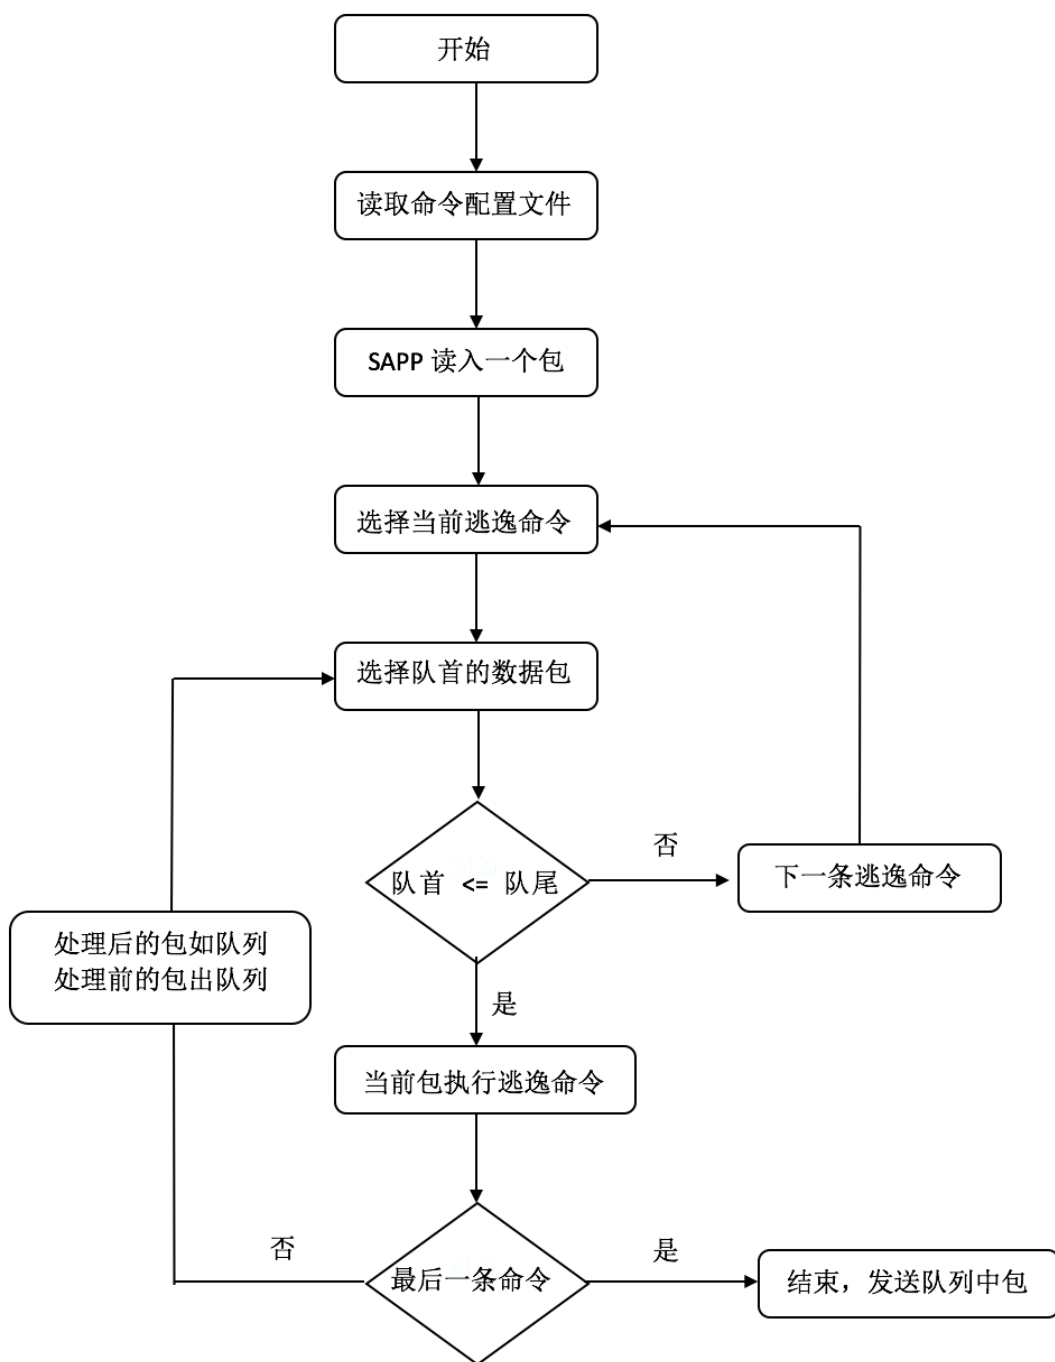 开始
读取命令配置文件
SAPP 读入一个包
选择当前逃逸命令
选择队首的数据包
队首 <= 队尾
否
下一条逃逸命令
处理后的包如队列
处理前的包出队列
是
当前包执行逃逸命令
否
最后一条命令
是
结束，发送队列中包